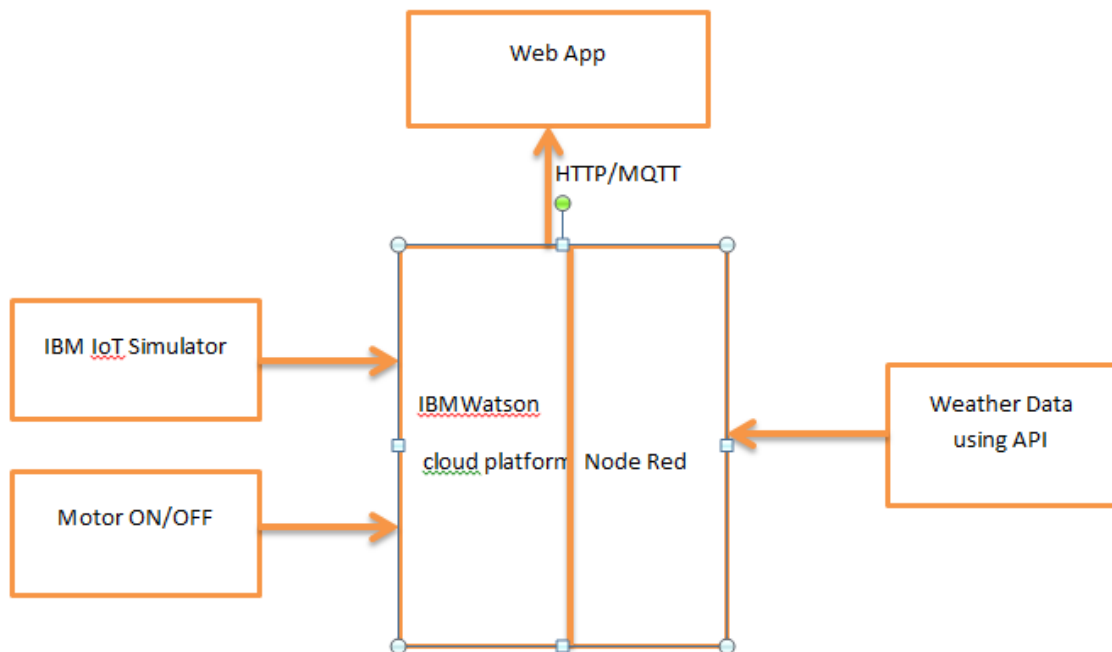 Web App
HTTP/MQTT
IBM IoT Simulator
IBM Watson
cloud platform
Node Red
Weather Data
using API
Motor ON/OFF